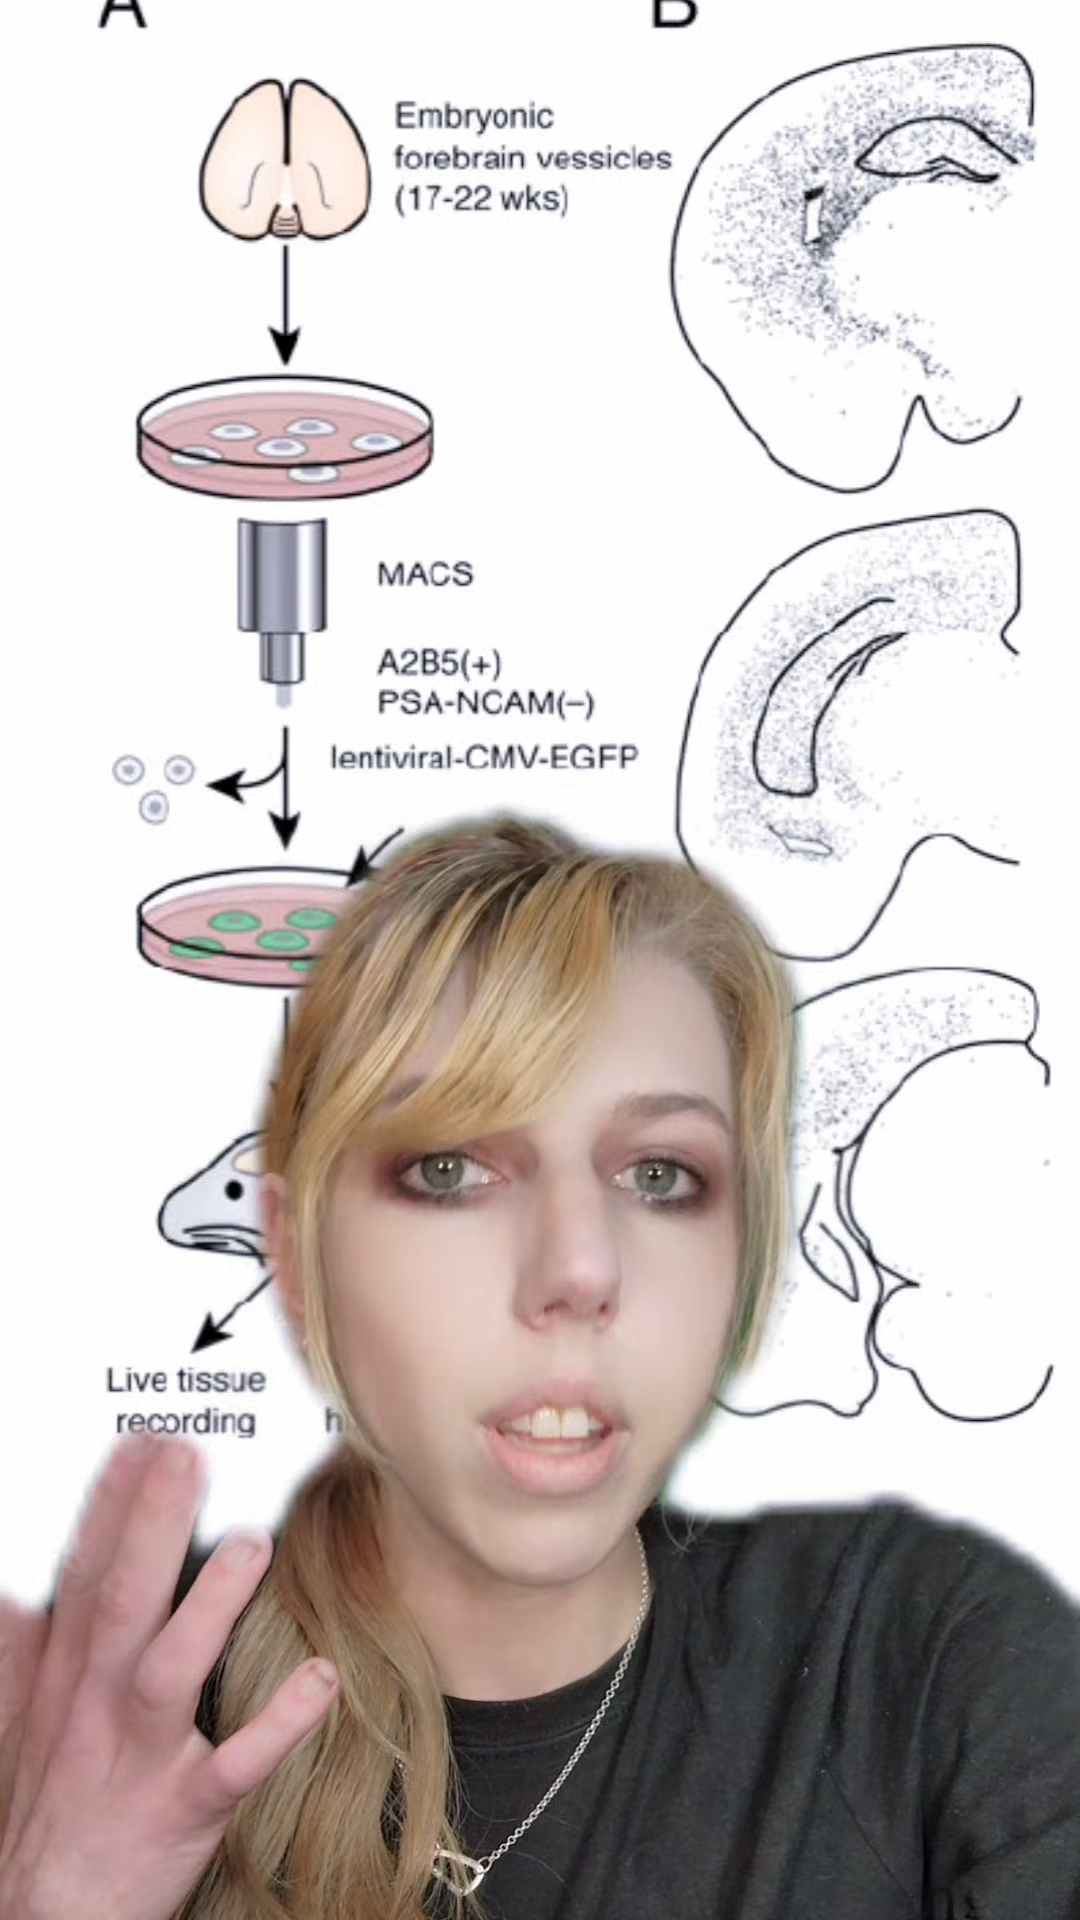 A
B
Embryonic
forebrain vessicles
(17-22 wks)
MACS
A2B5(+)
PSA-NCAM(–)
lentiviral-CMV-EGFP
Live tissue
recording
h